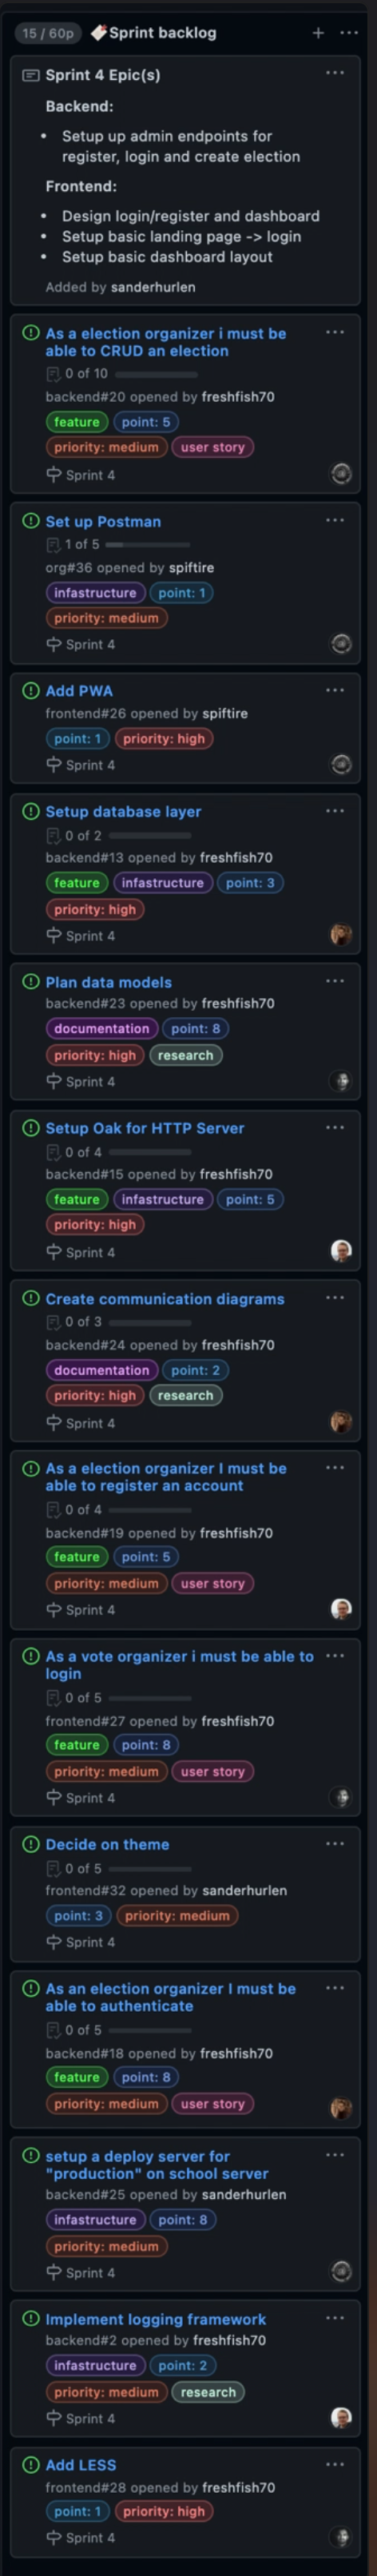 15 / 60p Sprint backlog
Sprint 4 Epic(s)
Backend:
• Setup up admin endpoints for
register, login and create election
Frontend:
• Design login/register and dashboard
• Setup basic landing page -> login
• Setup basic dashboard layout
Added by sanderhurlen
As a election organizer i must be
able to CRUD an election
0 of 10
backend#20 opened by freshfish70
feature point: 5
priority: medium user story
Sprint 4
Set up Postman
1 of 5
org#36 opened by spiftire
infastructure point: 1
priority: medium
Sprint 4
Add PWA
frontend#26 opened by spiftire
point: 1 priority: high
Sprint 4
Setup database layer
0 of 2
backend#13 opened by freshfish70
feature infastructure point: 3
priority: high
Sprint 4
Plan data models
backend#23 opened by freshfish70
documentation point: 8
priority: high research
Sprint 4
Setup Oak for HTTP Server
0 of 4
backend#15 opened by freshfish70
feature infastructure point: 5
priority: high
Sprint 4
Create communication diagrams
0 of 3
backend#24 opened by freshfish70
documentation point: 2
priority: high research
Sprint 4
As a election organizer I must be
able to register an account
0 of 4
backend#19 opened by freshfish70
feature point: 5
priority: medium user story
Sprint 4
As a vote organizer i must be able to
login
0 of 5
frontend#27 opened by freshfish70
feature point: 8
priority: medium user story
Sprint 4
Decide on theme
0 of 5
frontend#32 opened by sanderhurlen
point: 3 priority: medium
Sprint 4
As an election organizer I must be
able to authenticate
0 of 5
backend#18 opened by freshfish70
feature point: 8
priority: medium user story
setup a deploy server for
"production" on school server
backend#25 opened by sanderhurlen
infastructure point: 8
priority: medium
Sprint 4
Implement logging framework
backend#2 opened by freshfish70
infastructure point: 2
priority: medium research
Sprint 4
Add LESS
frontend#28 opened by freshfish70
point: 1 priority: high
Sprint 4